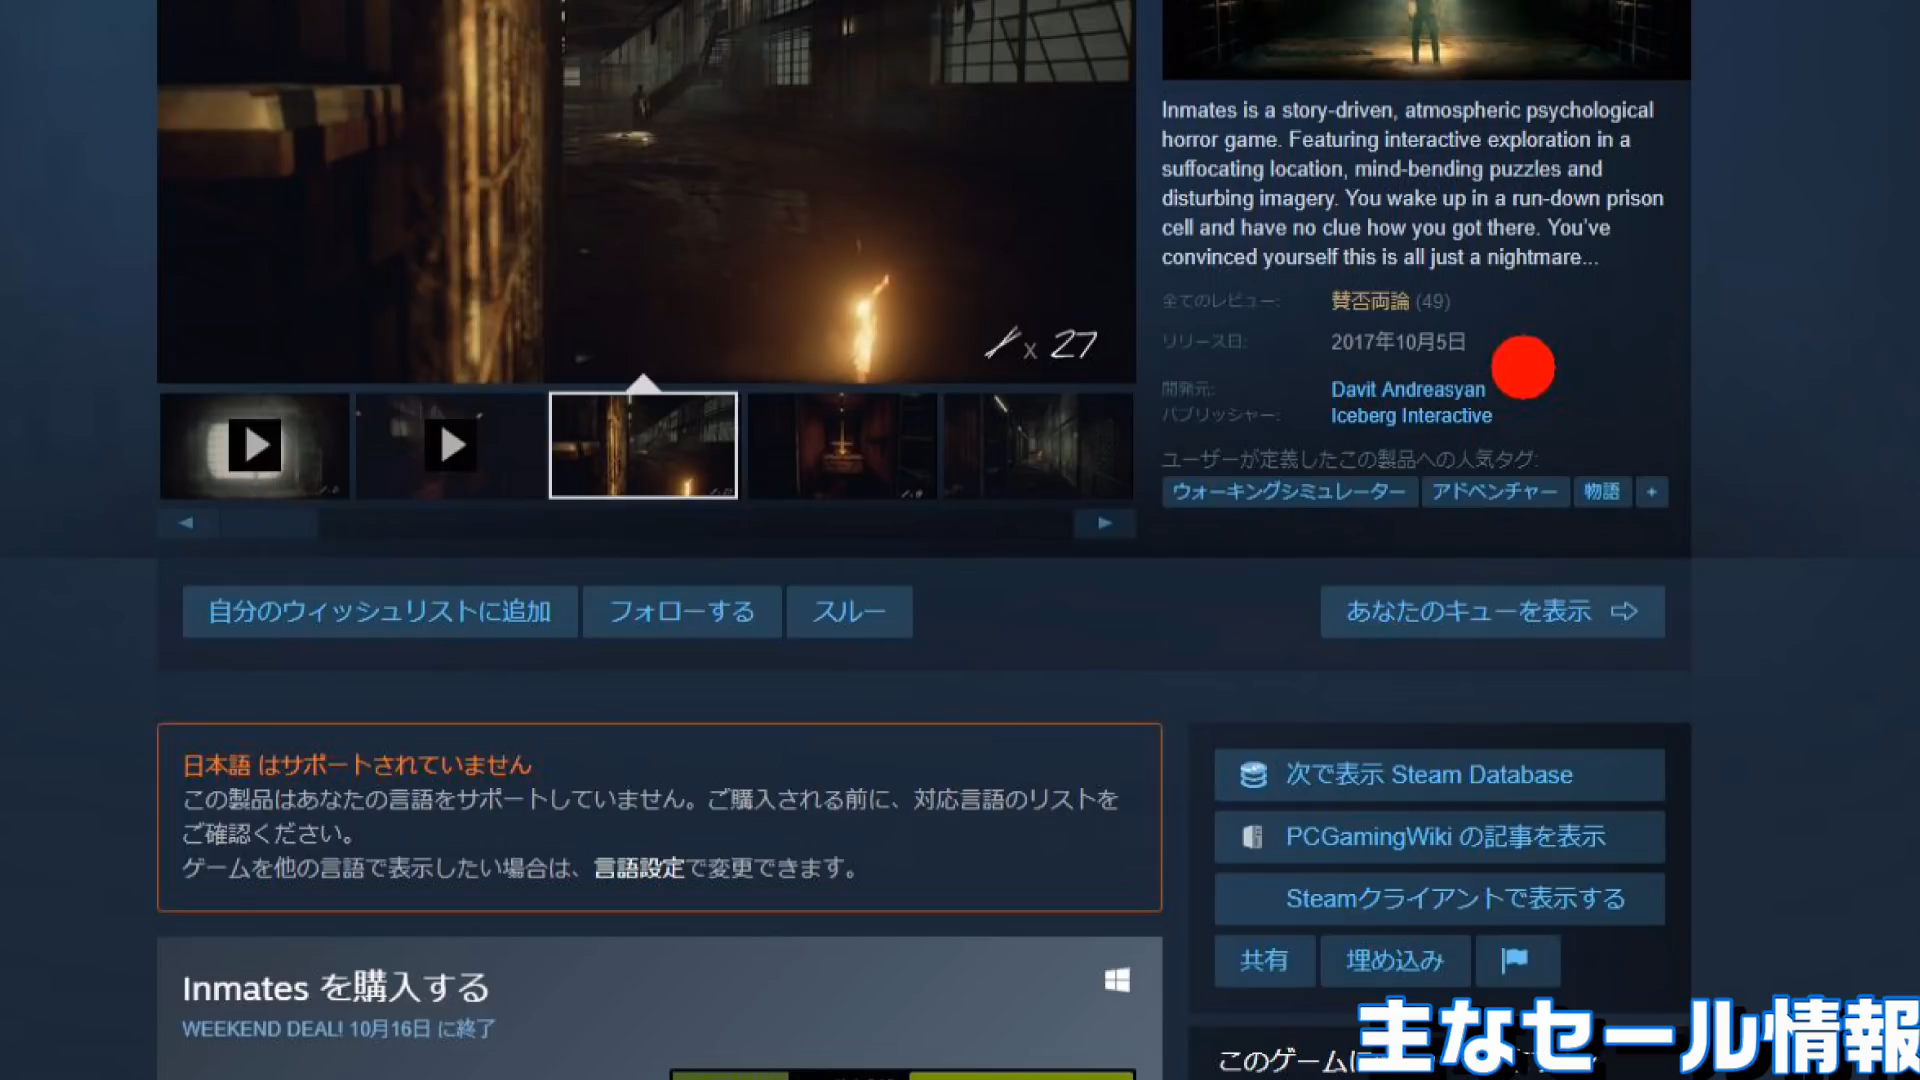 x 27
Inmates is a story-driven, atmospheric psychological
horror game. Featuring interactive exploration in a
suffocating location, mind-bending puzzles and
disturbing imagery. You wake up in a run-down prison
cell and have no clue how you got there. You've
convinced yourself this is all just a nightmare...
全てのレビュー: 賛否両論 (49)
リリース日: 2017年10月5日
開発元: Davit Andreasyan
パブリッシャー: Iceberg Interactive
ユーザーが定義したこの製品への人気タグ:
ウォーキングシミュレーター アドベンチャー 物語 +
自分のウィッシュリストに追加 フォローする スルー あなたのキューを表示
日本語 はサポートされていません
この製品はあなたの言語をサポートしていません。ご購入される前に、対応言語のリストを
ご確認ください。
ゲームを他の言語で表示したい場合は、言語設定で変更できます。
次で表示 Steam Database
PCGamingWiki の記事を表示
Steamクライアントで表示する
共有 埋め込み
Inmates を購入する
WEEKEND DEAL! 10月16日 に終了
このゲームに
主なセール情報